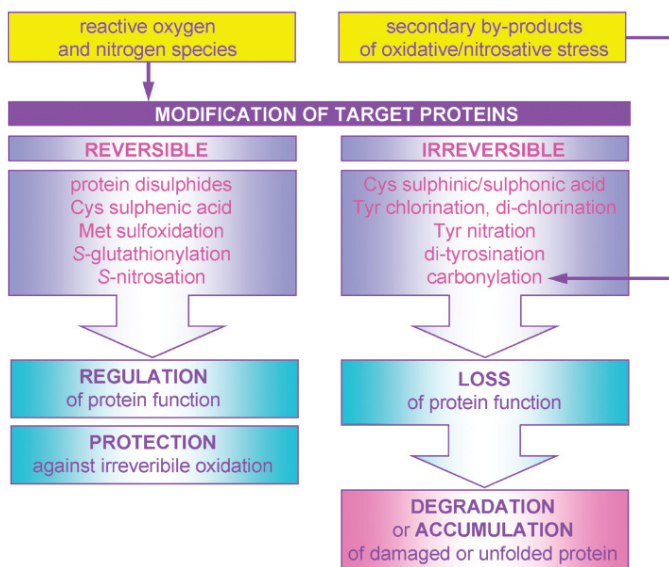 reactive oxygen
and nitrogen species
secondary by-products
of oxidative/nitrosative stress
MODIFICATION OF TARGET PROTEINS
REVERSIBLE
protein disulphides
Cys sulphenic acid
Met sulfoxidation
S-glutathionylation
S-nitrosation
REGULATION
of protein function
PROTECTION
against irreveribile oxidation
IRREVERSIBLE
Cys sulphinic/sulphonic acid
Tyr chlorination, di-chlorination
Tyr nitration
di-tyrosination
carbonylation
LOSS
of protein function
DEGRADATION
or ACCUMULATION
of damaged or unfolded protein